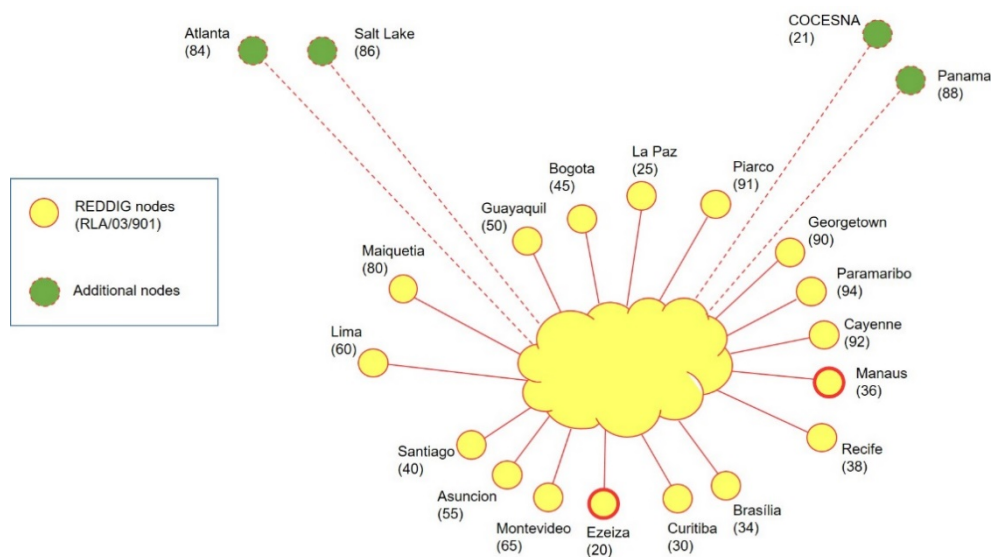 Atlanta
(84)
Salt Lake
(86)
COCESNA
(21)
Panama
(88)
La Paz
(25)
Bogota
(45)
Piarco
(91)
REDDIG nodes
(RLA/03/901)
Guayaquil
(50)
Georgetown
(90)
Maiquetia
(80)
Paramaribo
(94)
Additional nodes
Cayenne
(92)
Lima
(60)
Manaus
(36)
Recife
(38)
Santiago
(40)
Asuncion
(55)
Montevideo
(65)
Ezeiza
(20)
Curitiba
(30)
Brasília
(34)